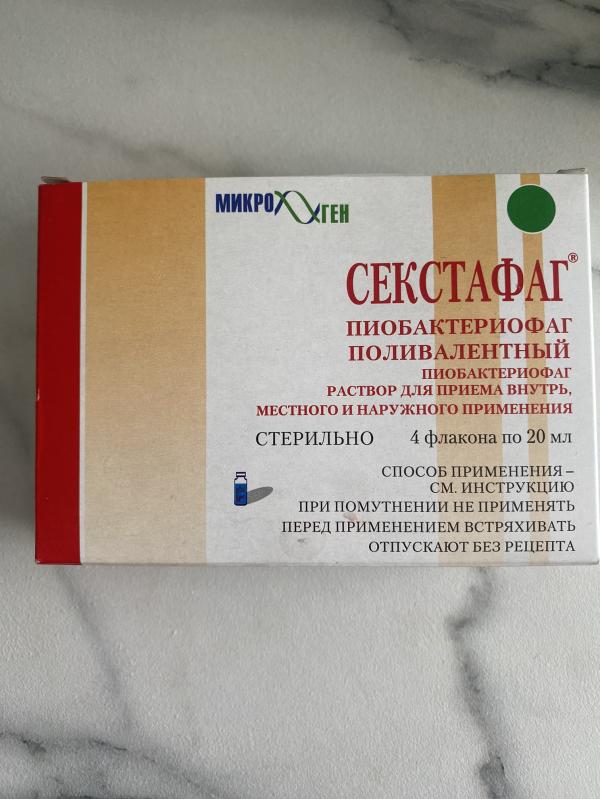 МИКРОГЕН
СЕКСТАФАГ®
ПИОБАКТЕРИОФАГ
ПОЛИВАЛЕНТНЫЙ
ПИОБАКТЕРИОФАГ
РАСТВОР ДЛЯ ПРИЕМА ВНУТРЬ,
МЕСТНОГО И НАРУЖНОГО ПРИМЕНЕНИЯ
СТЕРИЛЬНО 4 флакона по 20 мл
СПОСОБ ПРИМЕНЕНИЯ –
СМ. ИНСТРУКЦИЮ
ПРИ ПОМУТНЕНИИ НЕ ПРИМЕНЯТЬ
ПЕРЕД ПРИМЕНЕНИЕМ ВСТРЯХИВАТЬ
ОТПУСКАЮТ БЕЗ РЕЦЕПТА